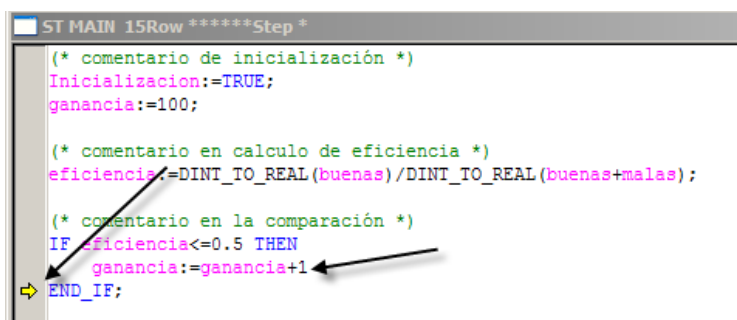 ST MAIN 15Row ******Step *
(* comentario de inicialización *)
Inicializacion:=TRUE;
ganancia:=100;
(* comentario en calculo de eficiencia *)
eficiencia:=DINT_TO_REAL(buenas)/DINT_TO_REAL(buenas+malas);
(* comentario en la comparación *)
IF eficiencia<=0.5 THEN
ganancia:=ganancia+1
END_IF;